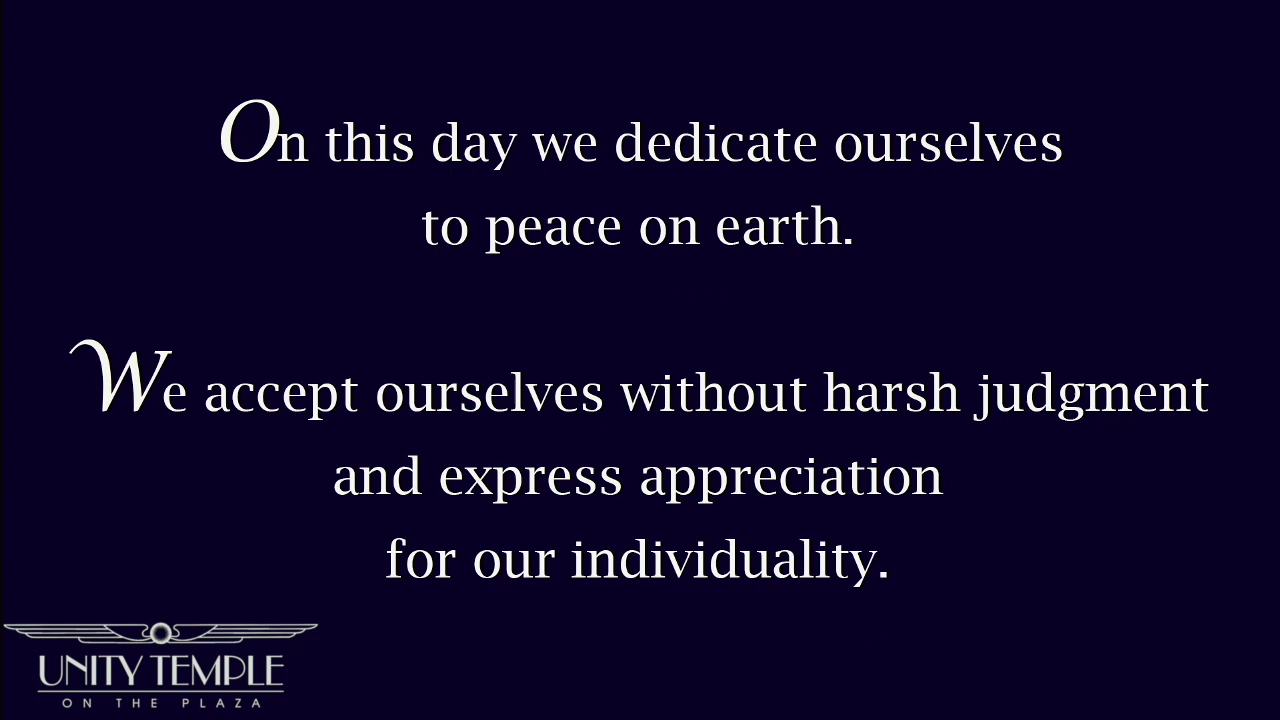 On this day we dedicate ourselves
to peace on earth.
We accept ourselves without harsh judgment
and express appreciation
for our individuality.
UNITY TEMPLE
ON THE PLAZA